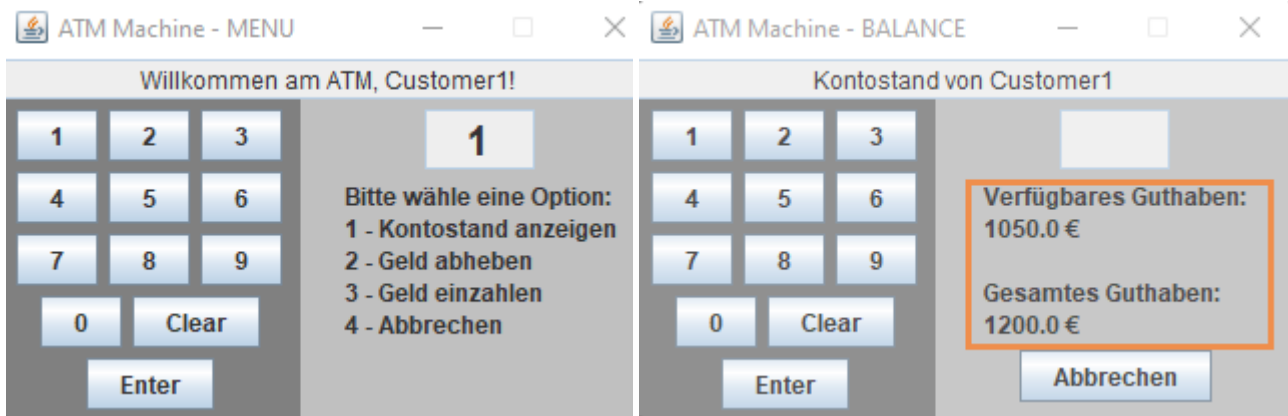 ATM Machine - MENU
Willkommen am ATM, Customer1!
1 2 3
4 5 6
7 8 9
0 Clear
Enter
1
Bitte wähle eine Option:
1 - Kontostand anzeigen
2 - Geld abheben
3 - Geld einzahlen
4 - Abbrechen
ATM Machine - BALANCE
Kontostand von Customer1
1 2 3
4 5 6
7 8 9
0 Clear
Enter
Verfügbares Guthaben:
1050.0 €
Gesamtes Guthaben:
1200.0 €
Abbrechen